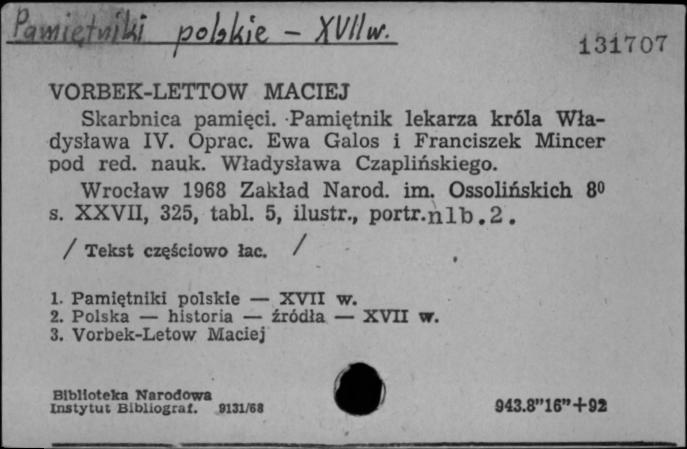 Pamiętniki polskie - XVII w.
131707
VORBEK-LETTOW MACIEJ
Skarbnica pamięci. Pamiętnik lekarza króla Wła-
dysława IV. Oprac. Ewa Galos i Franciszek Mincer
pod red. nauk. Władysława Czaplińskiego.
Wrocław 1968 Zakład Narod. im. Ossolińskich 8⁰
s. XXVII, 325, tabl. 5, ilustr., portr. nlb.2.
/ Tekst częściowo łac. /
1. Pamiętniki polskie — XVII w.
2. Polska — historia — źródła — XVII w.
3. Vorbek-Letow Maciej
Biblioteka Narodowa
Instytut Bibliograf. 9131/68
943.8"16"+92